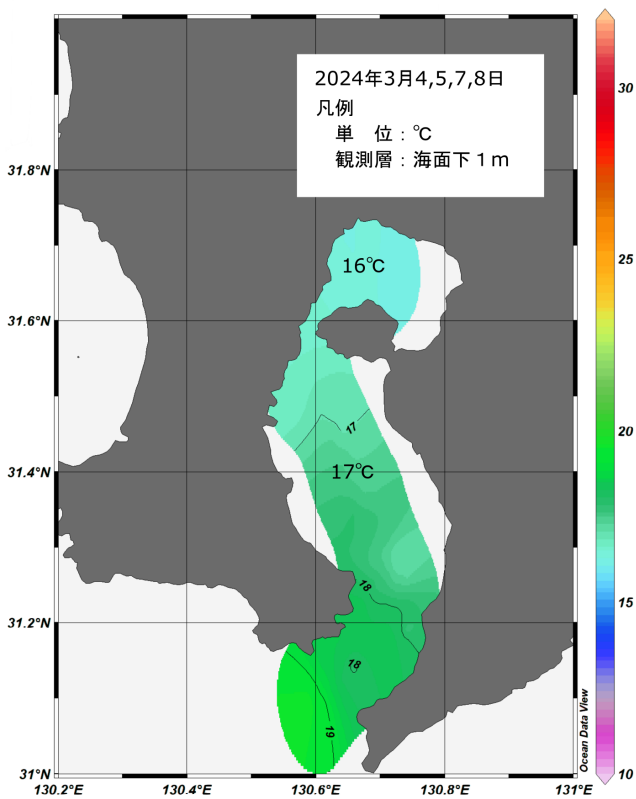 2024年3月4,5,7,8日
凡例
単　位：℃
観測層：海面下１m
30
25
20
15
10
31.8°N
31.6°N
31.4°N
31.2°N
31°N
16℃
17
17℃
18
18
19
130.2°E
130.4°E
130.6°E
130.8°E
131°E
Ocean Data View